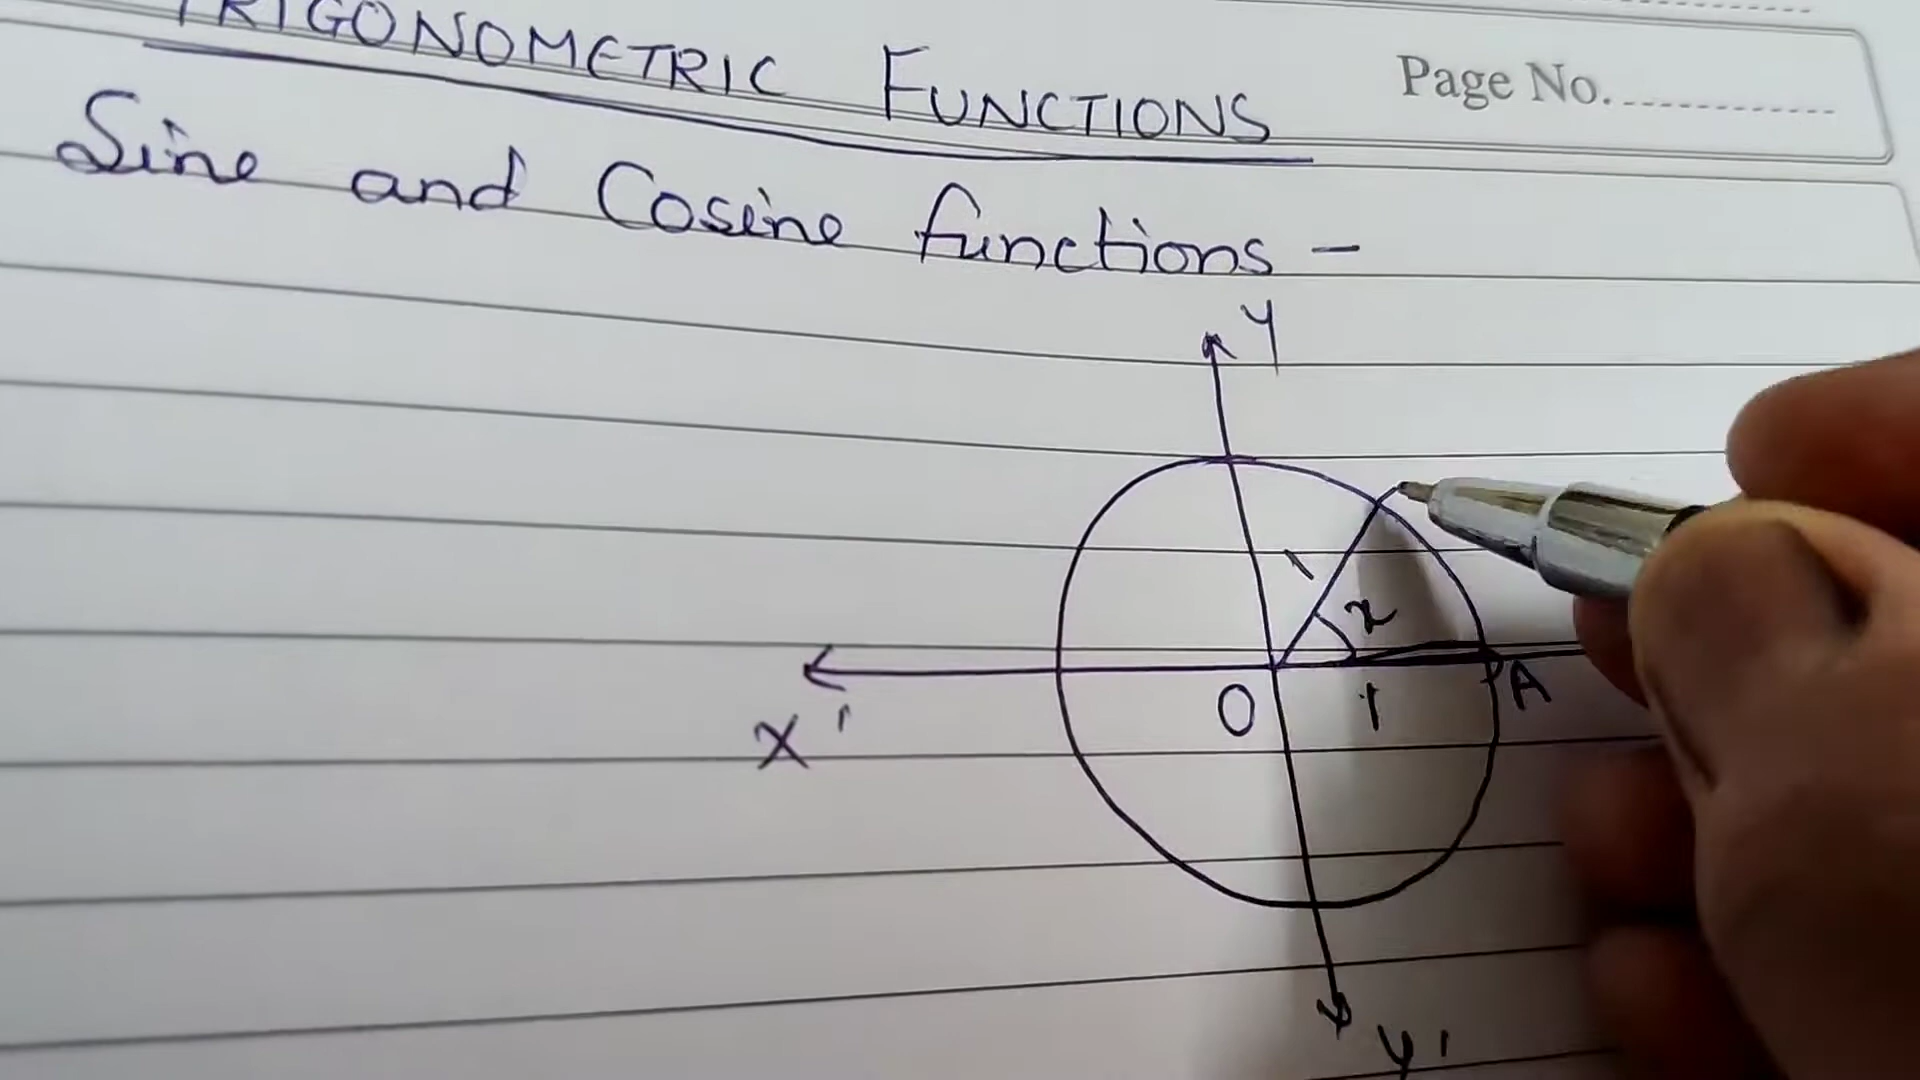 TRIGONOMETRIC FUNCTIONS
Page No.
Sine and Cosine functions –
Y
1
x
O
1
A
X'
Y'